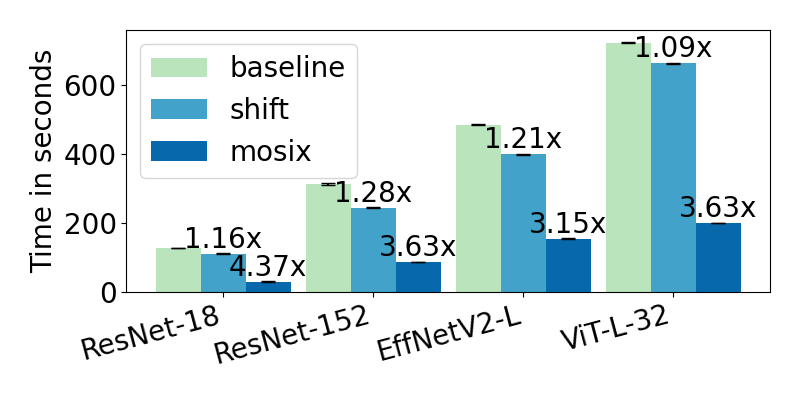 Time in seconds
600
400
200
0
baseline
shift
mosix
1.16x
4.37x
1.28x
3.63x
1.21x
3.15x
1.09x
3.63x
ResNet-18
ResNet-152
EffNetV2-L
ViT-L-32